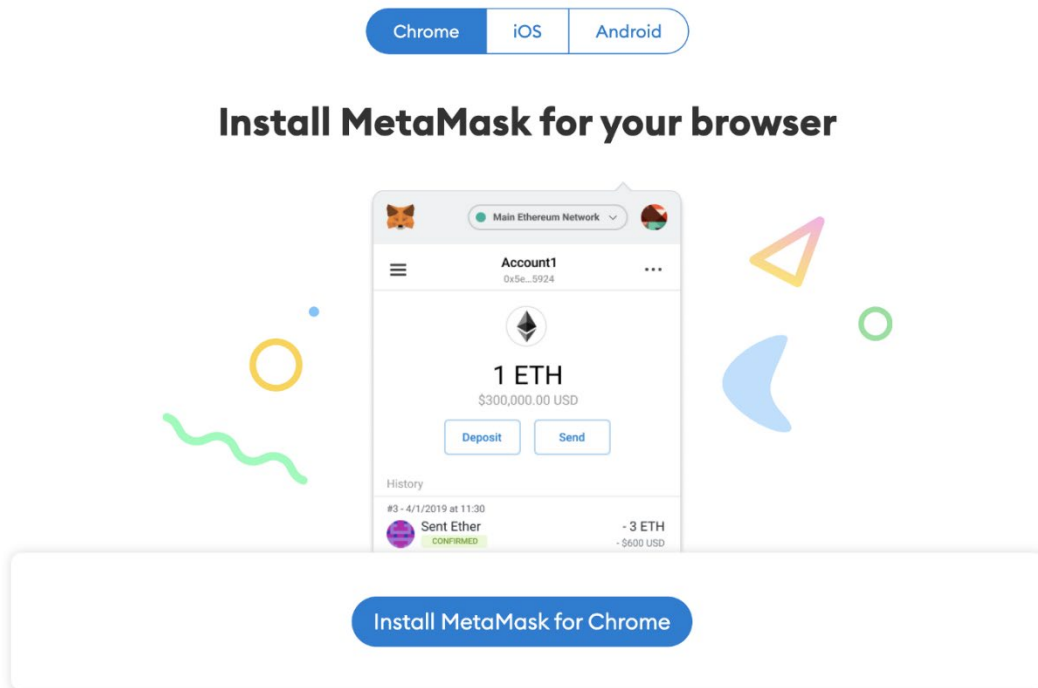 Chrome iOS Android
Install MetaMask for your browser
Main Ethereum Network
Account1
0x5e...5924
1 ETH
$300,000.00 USD
Deposit Send
History
#3 - 4/1/2019 at 11:30
Sent Ether - 3 ETH
CONFIRMED - $600 USD
Install MetaMask for Chrome